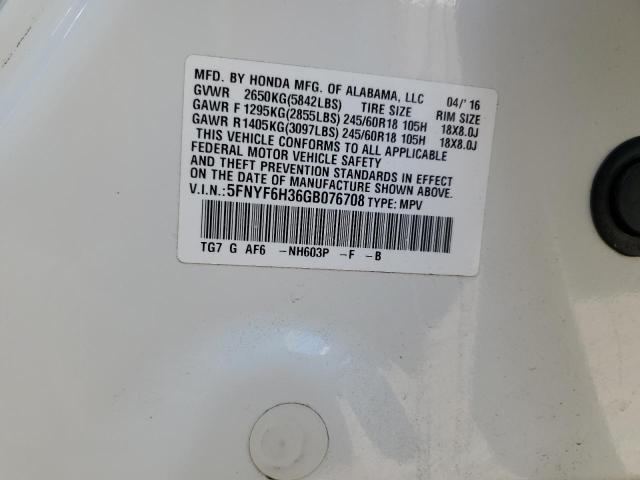 MFD. BY HONDA MFG. OF ALABAMA, LLC 04/'16
GVWR 2650KG(5842LBS) TIRE SIZE RIM SIZE
GAWR F 1295KG(2855LBS) 245/60R18 105H 18X8.0J
GAWR R 1405KG(3097LBS) 245/60R18 105H 18X8.0J
THIS VEHICLE CONFORMS TO ALL APPLICABLE
FEDERAL MOTOR VEHICLE SAFETY
AND THEFT PREVENTION STANDARDS IN EFFECT
ON THE DATE OF MANUFACTURE SHOWN ABOVE.
V.I.N.:5FNYF6H36GB076708 TYPE: MPV
TG7 G AF6 -NH603P -F -B